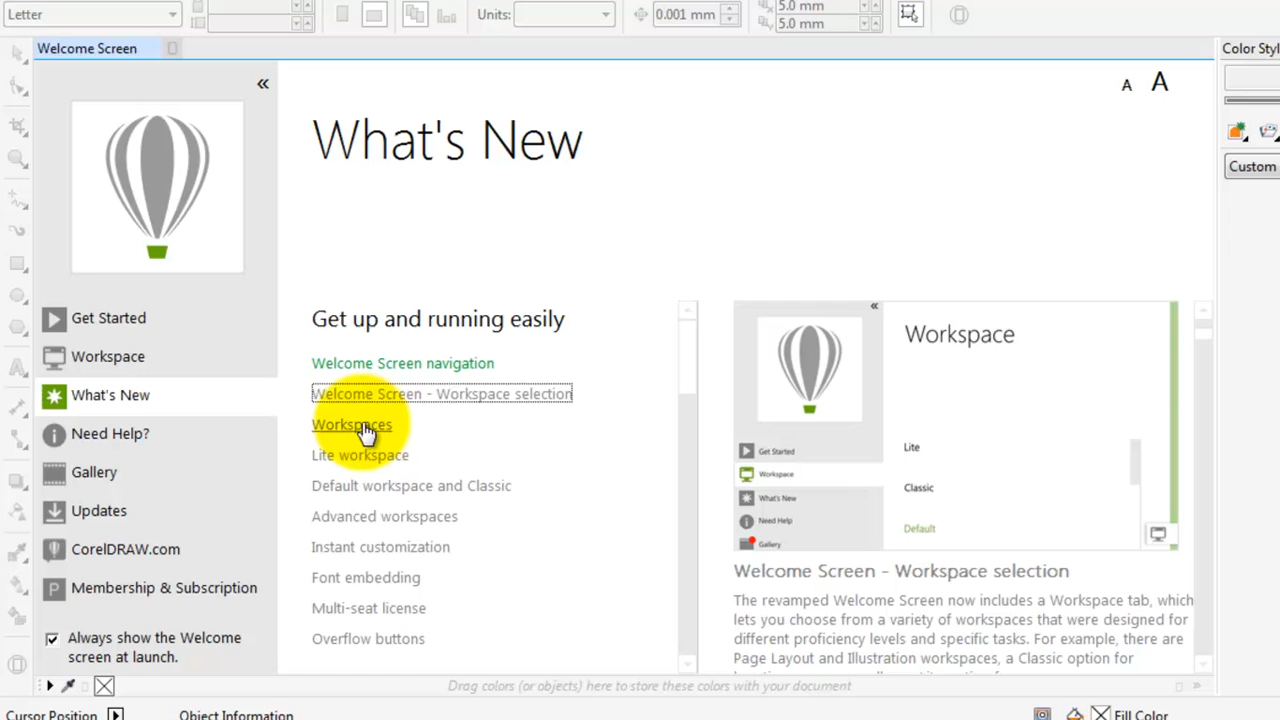 Letter
Units:
0.001 mm
5.0 mm
5.0 mm
Welcome Screen
Color Styl
«
A A
What's New
Custom
Get Started
Workspace
What's New
Need Help?
Gallery
Updates
CorelDRAW.com
Membership & Subscription
Always show the Welcome
screen at launch.
Get up and running easily
Welcome Screen navigation
Welcome Screen - Workspace selection
Workspaces
Lite workspace
Default workspace and Classic
Advanced workspaces
Instant customization
Font embedding
Multi-seat license
Overflow buttons
«
Workspace
Get Started
Workspace
What's New
Need Help
Gallery
Lite
Classic
Default
Welcome Screen - Workspace selection
The revamped Welcome Screen now includes a Workspace tab, which
lets you choose from a variety of workspaces that were designed for
different proficiency levels and specific tasks. For example, there are
Page Layout and Illustration workspaces, a Classic option for
Drag colors (or objects) here to store these colors with your document
»
Cursor Position
Object Information
Fill Color